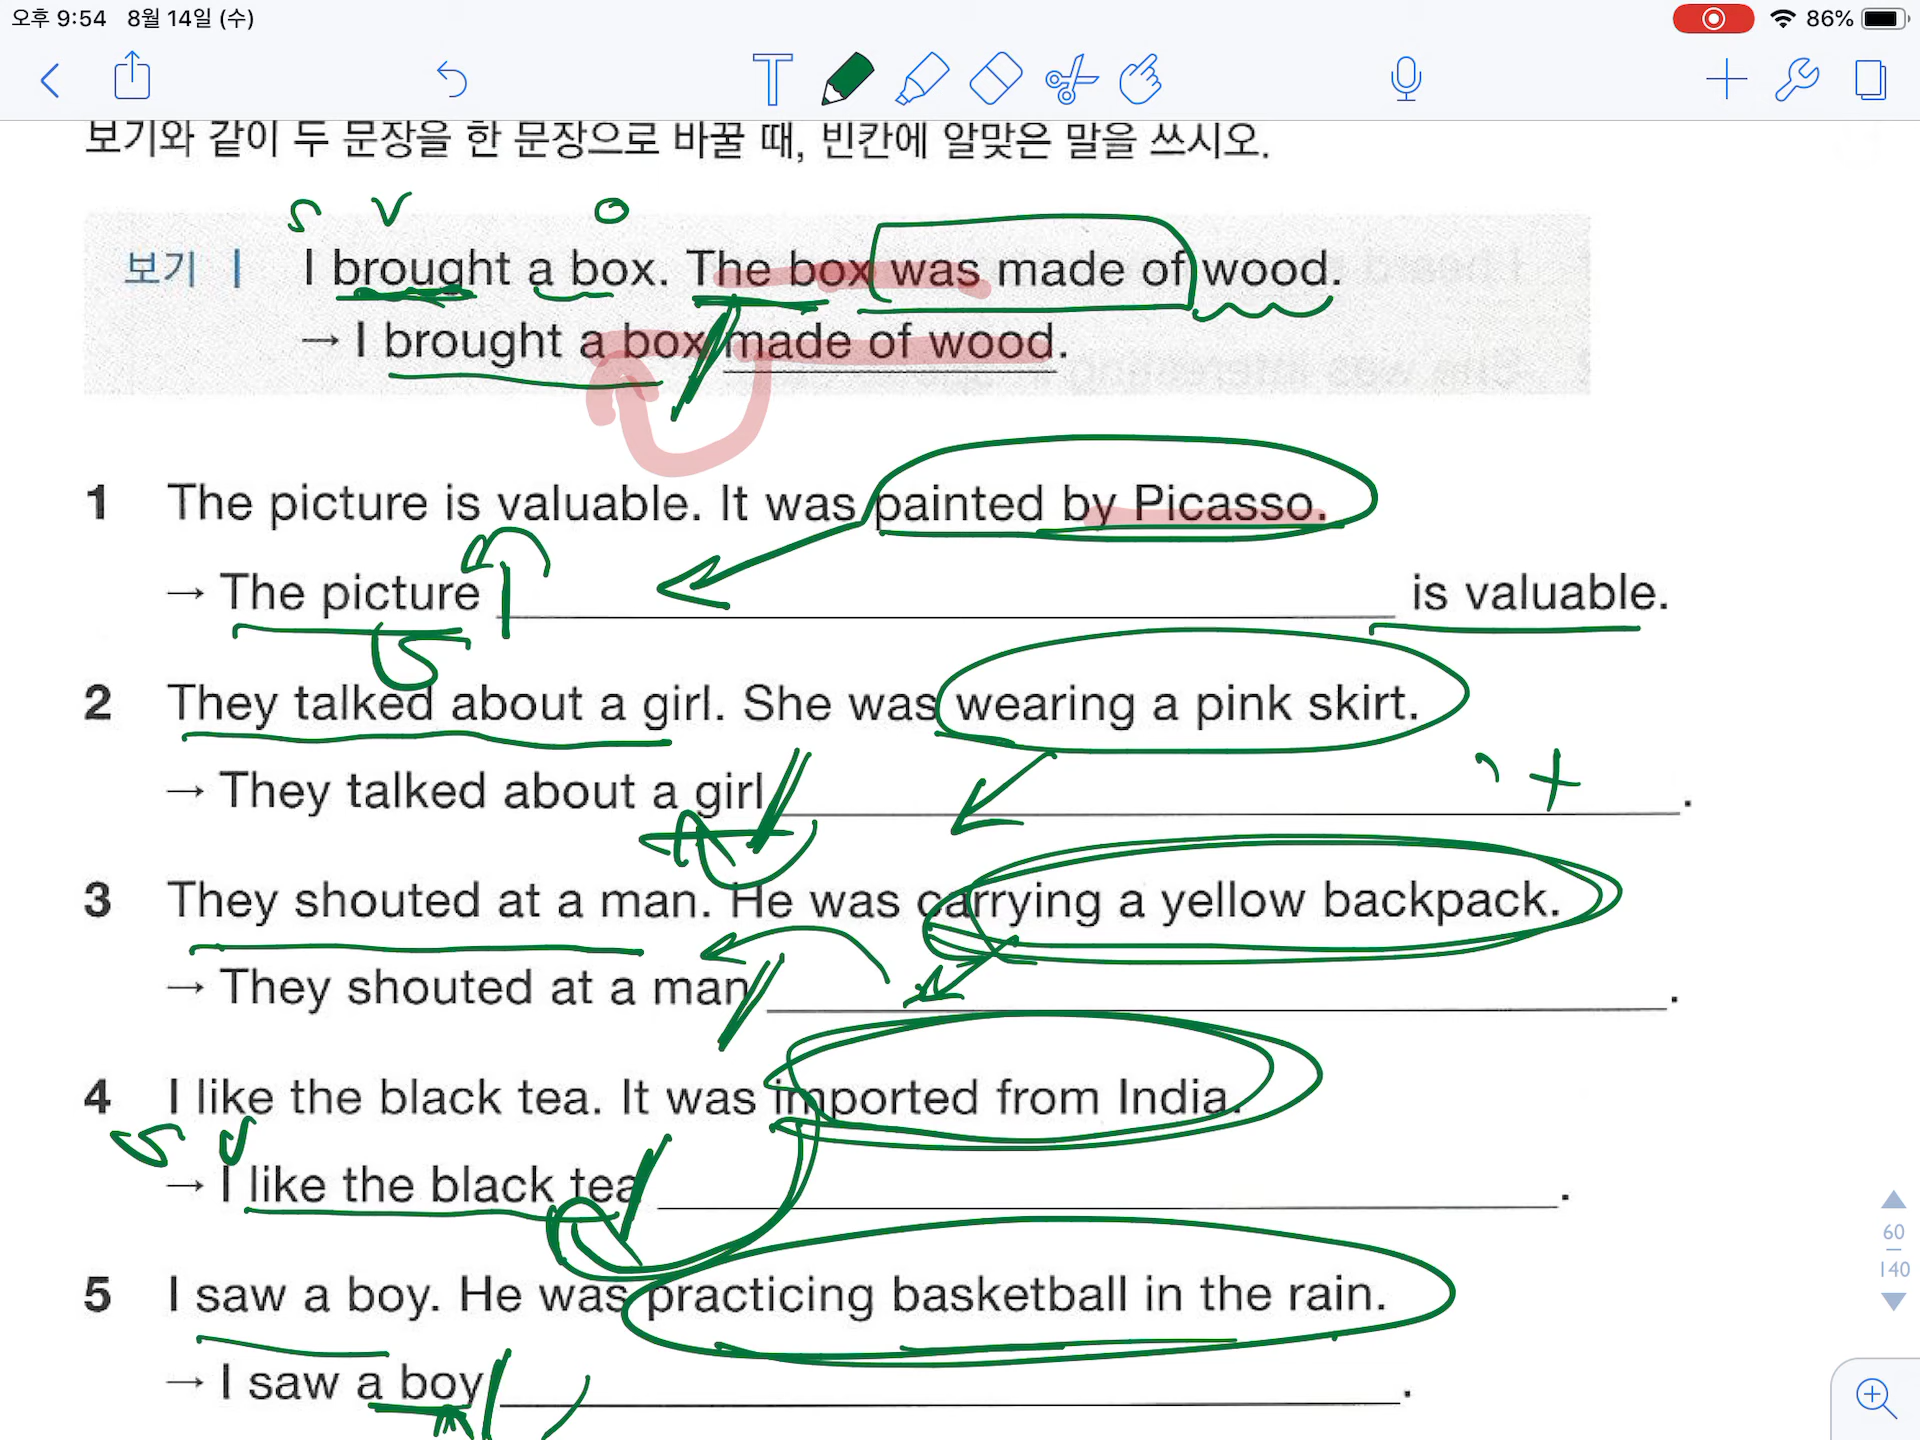 오후 9:54 8월 14일 (수) 86%
보기와 같이 두 문장을 한 문장으로 바꿀 때, 빈칸에 알맞은 말을 쓰시오.
S V O
보기 | I brought a box. The box was made of wood.
→ I brought a box made of wood.
1 The picture is valuable. It was painted by Picasso.
→ The picture is valuable.
S
2 They talked about a girl. She was wearing a pink skirt.
→ They talked about a girl .
3 They shouted at a man. He was carrying a yellow backpack.
→ They shouted at a man .
4 I like the black tea. It was imported from India.
S V
→ I like the black tea .
60
140
5 I saw a boy. He was practicing basketball in the rain.
→ I saw a boy .